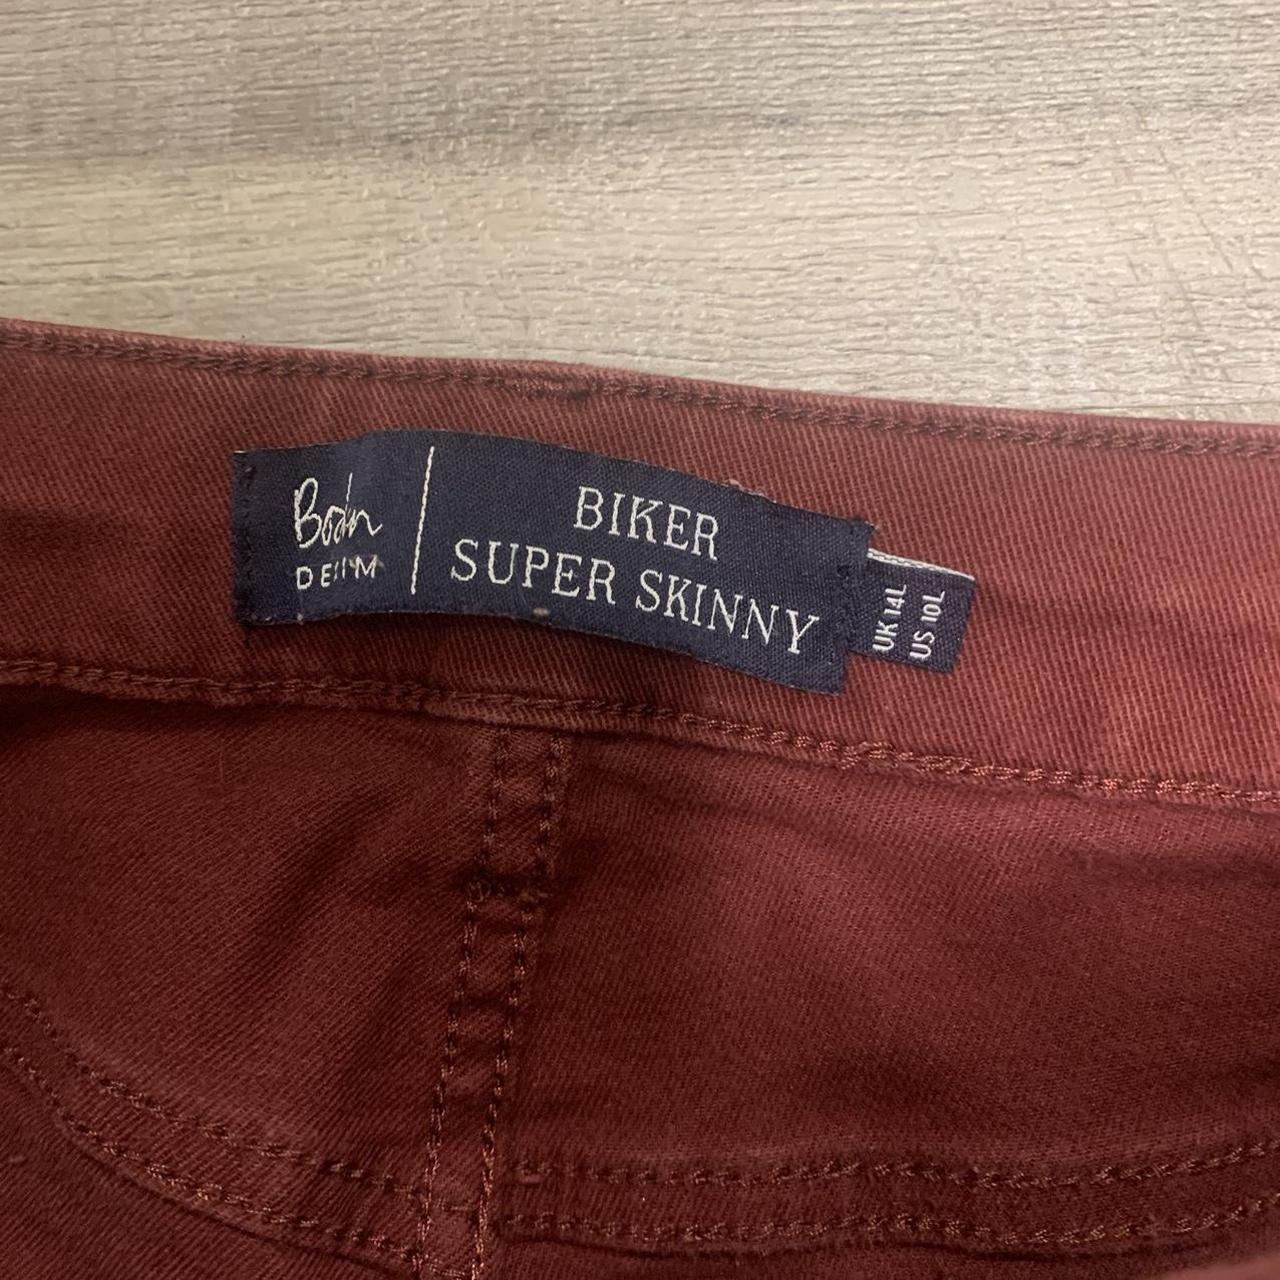 Boden
DENIM
BIKER
SUPER SKINNY
UK 14L
US 10L